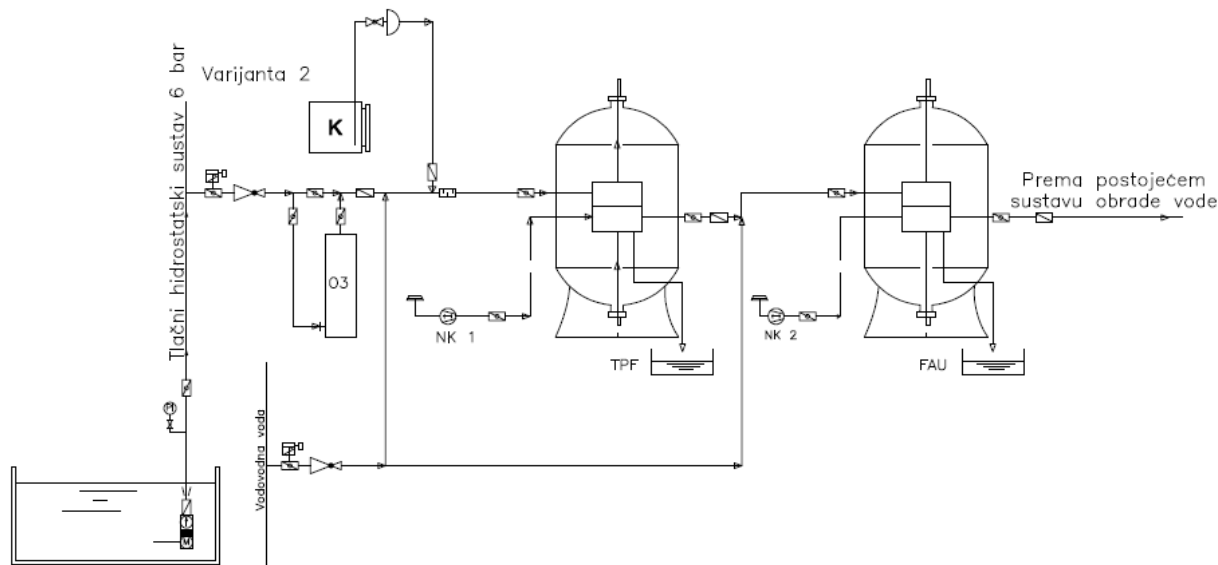 Tlačni hidrostatski sustav 6 bar
Varijanta 2
K
O3
NK 1
TPF
NK 2
FAU
Prema postojećem
sustavu obrade vode
Vodovodna voda
M
M